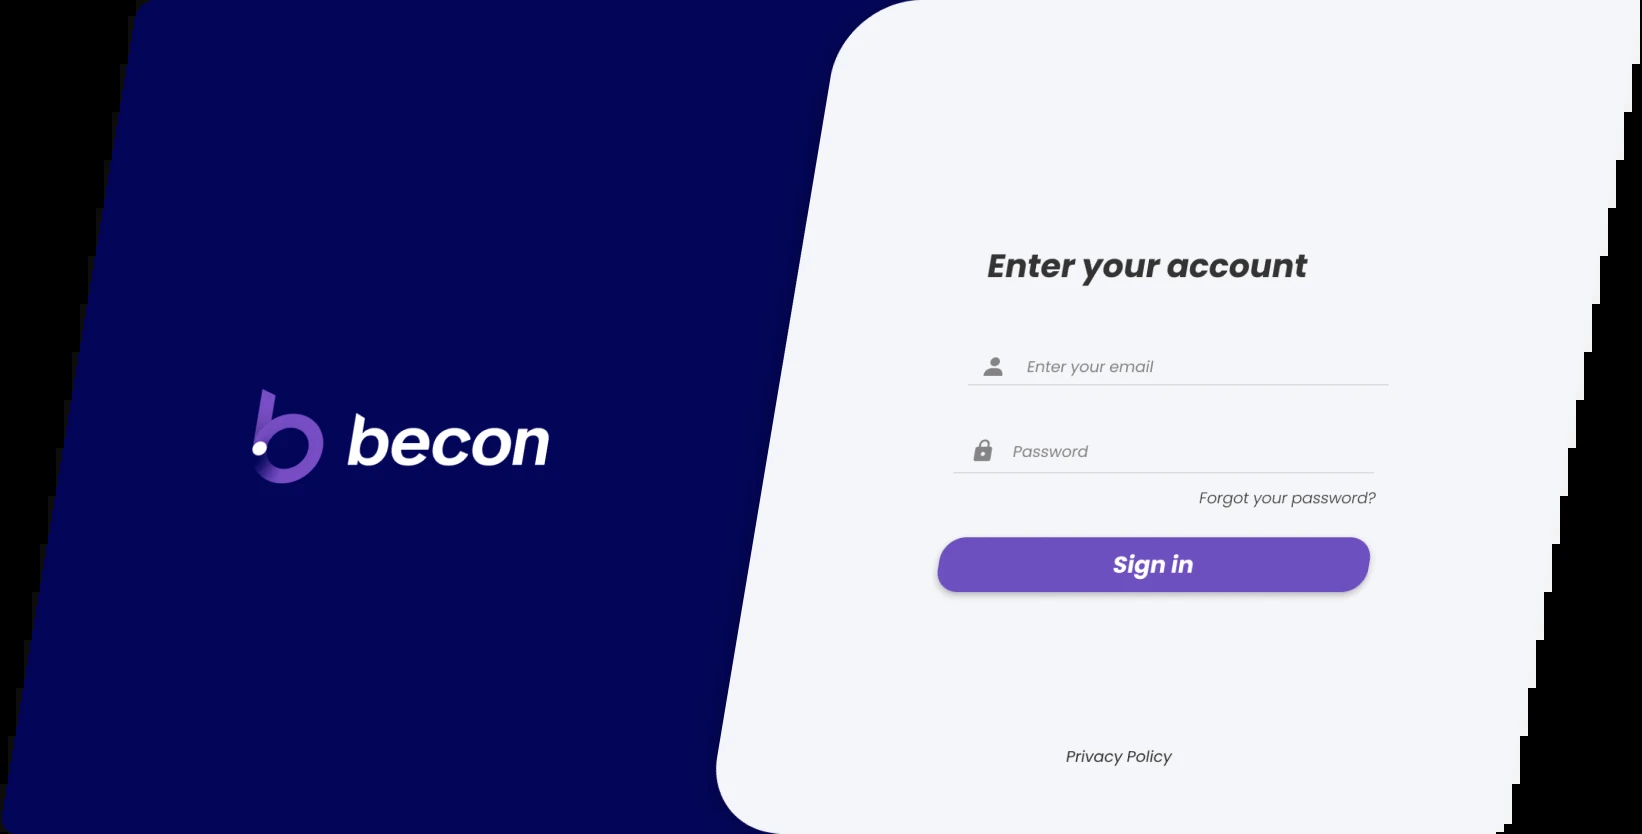 becon
Enter your account
Enter your email
Password
Forgot your password?
Sign in
Privacy Policy